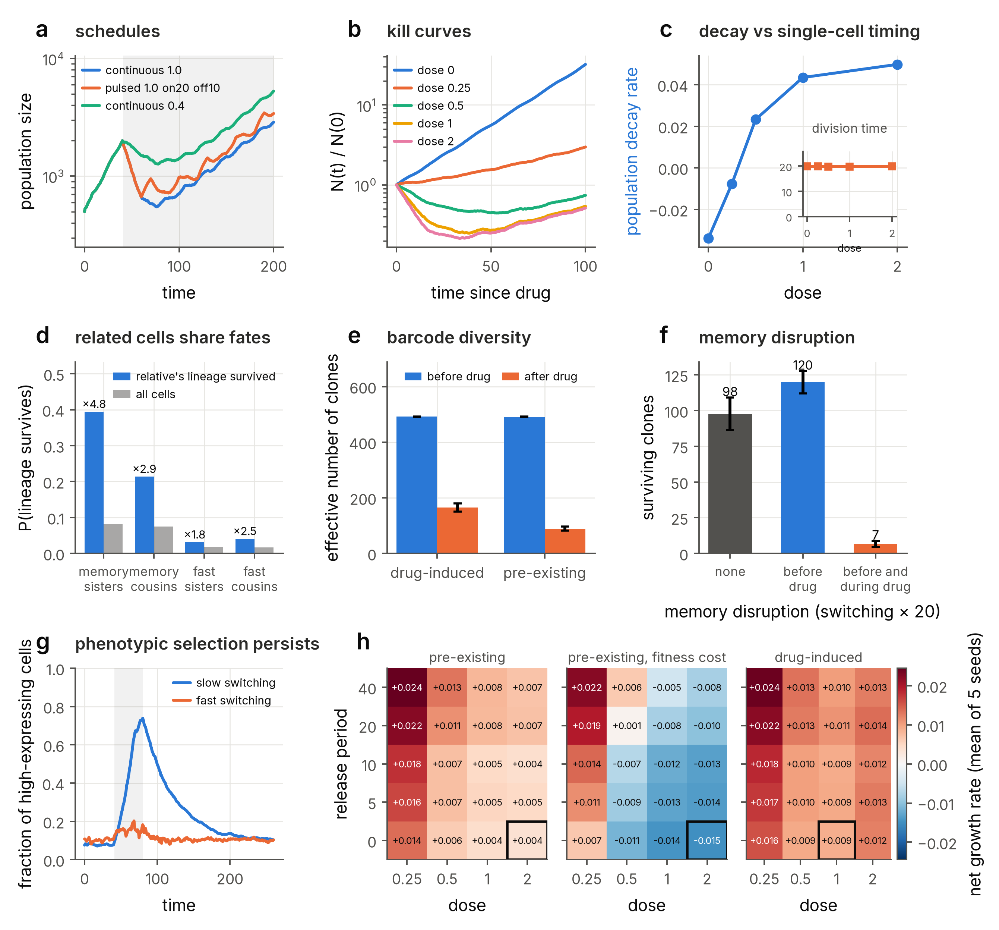 a schedules
10⁴
10³
population size
continuous 1.0
pulsed 1.0 on20 off10
continuous 0.4
0 100 200
time
b kill curves
10¹
10⁰
N(t) / N(0)
dose 0
dose 0.25
dose 0.5
dose 1
dose 2
0 50 100
time since drug
c decay vs single-cell timing
population decay rate
0.04
0.02
0.00
−0.02
division time
20
10
0
0 1 2
dose
0 1 2
dose
d related cells share fates
P(lineage survives)
0.5
0.4
0.3
0.2
0.1
0.0
relative's lineage survived
all cells
×4.8
×2.9
×1.8
×2.5
memory sisters
memory cousins
fast sisters
fast cousins
e barcode diversity
effective number of clones
600
400
200
0
before drug after drug
drug-induced pre-existing
f memory disruption
surviving clones
125
100
75
50
25
0
98
120
7
none
before drug
before and during drug
memory disruption (switching × 20)
g phenotypic selection persists
fraction of high-expressing cells
1.0
0.8
0.6
0.4
0.2
0.0
slow switching
fast switching
0 100 200
time
h
release period
40
20
10
5
0
pre-existing
+0.024 +0.013 +0.008 +0.007
+0.022 +0.011 +0.008 +0.007
+0.018 +0.007 +0.005 +0.004
+0.016 +0.007 +0.005 +0.005
+0.014 +0.006 +0.004 +0.004
0.25 0.5 1 2
dose
pre-existing, fitness cost
+0.022 +0.006 -0.005 -0.008
+0.019 +0.001 -0.008 -0.010
+0.014 -0.007 -0.012 -0.013
+0.011 -0.009 -0.013 -0.014
+0.007 -0.011 -0.014 -0.015
0.25 0.5 1 2
dose
drug-induced
+0.024 +0.013 +0.010 +0.013
+0.022 +0.013 +0.011 +0.014
+0.018 +0.010 +0.009 +0.012
+0.017 +0.010 +0.009 +0.013
+0.016 +0.009 +0.009 +0.012
0.25 0.5 1 2
dose
0.02
0.01
0.00
−0.01
−0.02
net growth rate (mean of 5 seeds)